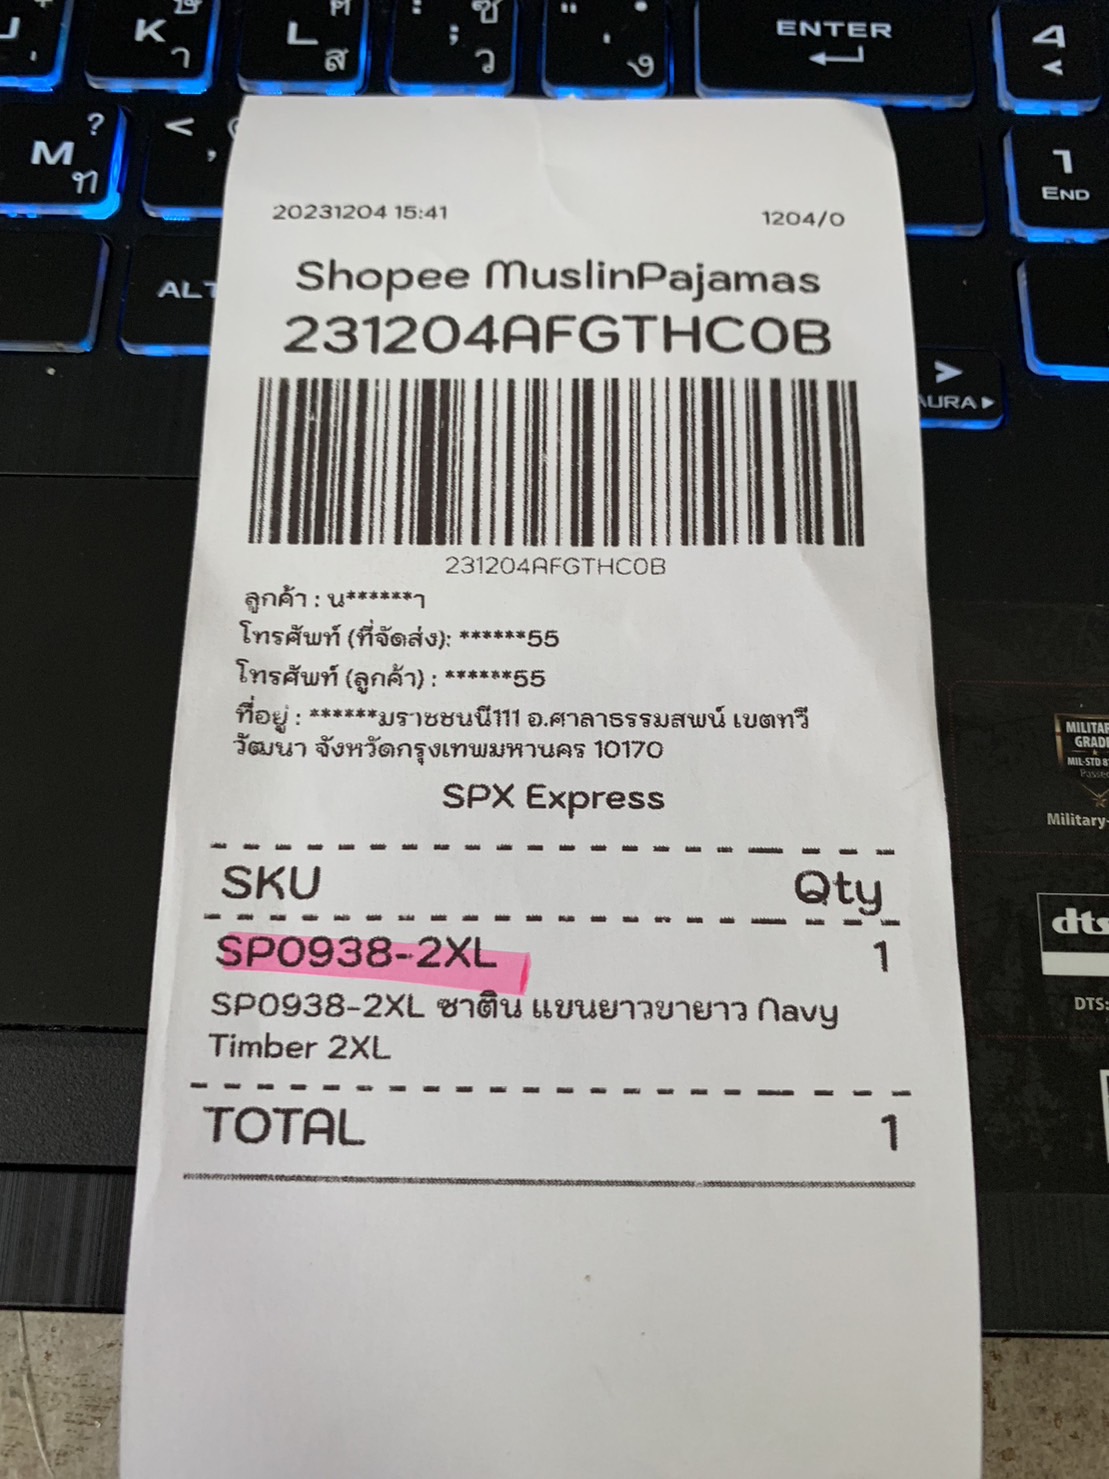 K า
L ส
; ว
' ง
ENTER
4
<
? M ท
< ,
1
END
ALT
AURA
20231204 15:41 1204/0
Shopee MuslinPajamas
231204AFGTHC0B
231204AFGTHC0B
ลูกค้า : น******า
โทรศัพท์ (ที่จัดส่ง): ******55
โทรศัพท์ (ลูกค้า) : ******55
ที่อยู่ : ******มราชชนนี111 อ.ศาลาธรรมสพน์ เขตทวี
วัฒนา จังหวัดกรุงเทพมหานคร 10170
SPX Express
SKU Qty
SP0938-2XL 1
SP0938-2XL ซาติน แขนยาวขายาว Navy
Timber 2XL
TOTAL 1
MIL-STD
Military-
dts
DTS: